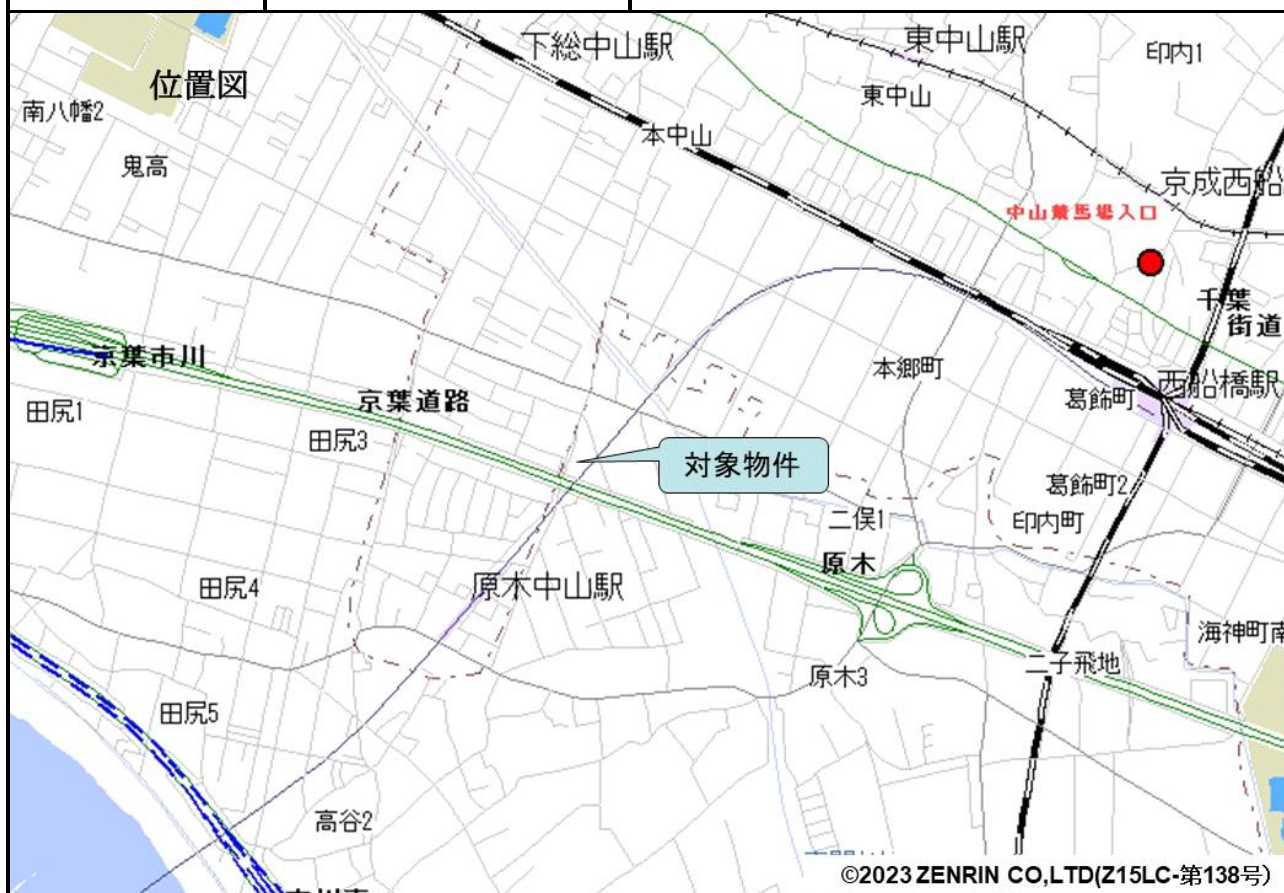 下総中山駅
東中山駅
印内1
位置図
東中山
南八幡2
本中山
鬼高
京成西船
中山競馬場入口
千葉
街道
京葉市川
本郷町
西船橋駅
葛飾町
京葉道路
田尻1
田尻3
対象物件
葛飾町2
二俣1
印内町
原木
田尻4
原木中山駅
海神町南
二子飛地
原木3
田尻5
高谷2
©2023 ZENRIN CO,LTD(Z15LC-第138号)